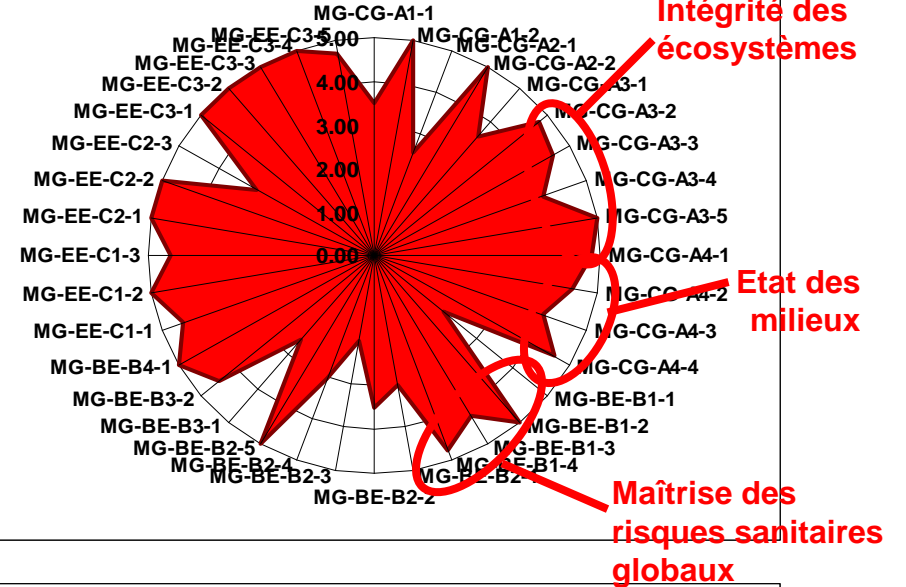 MG-CG-A1-1
MG-CG-A1-2
MG-CG-A2-1
MG-CG-A2-2
MG-CG-A3-1
MG-CG-A3-2
MG-CG-A3-3
MG-CG-A3-4
MG-CG-A3-5
MG-CG-A4-1
MG-CG-A4-2
MG-CG-A4-3
MG-CG-A4-4
MG-BE-B1-1
MG-BE-B1-2
MG-BE-B1-3
MG-BE-B1-4
MG-BE-B2-1
MG-BE-B2-2
MG-BE-B2-3
MG-BE-B2-4
MG-BE-B2-5
MG-BE-B3-1
MG-BE-B3-2
MG-BE-B4-1
MG-EE-C1-1
MG-EE-C1-2
MG-EE-C1-3
MG-EE-C2-1
MG-EE-C2-2
MG-EE-C2-3
MG-EE-C3-1
MG-EE-C3-2
MG-EE-C3-3
MG-EE-C3-4
MG-EE-C3-5
5.00
4.00
3.00
2.00
1.00
0.00
Intégrité des
écosystèmes
Etat des
milieux
Maîtrise des
risques sanitaires
globaux